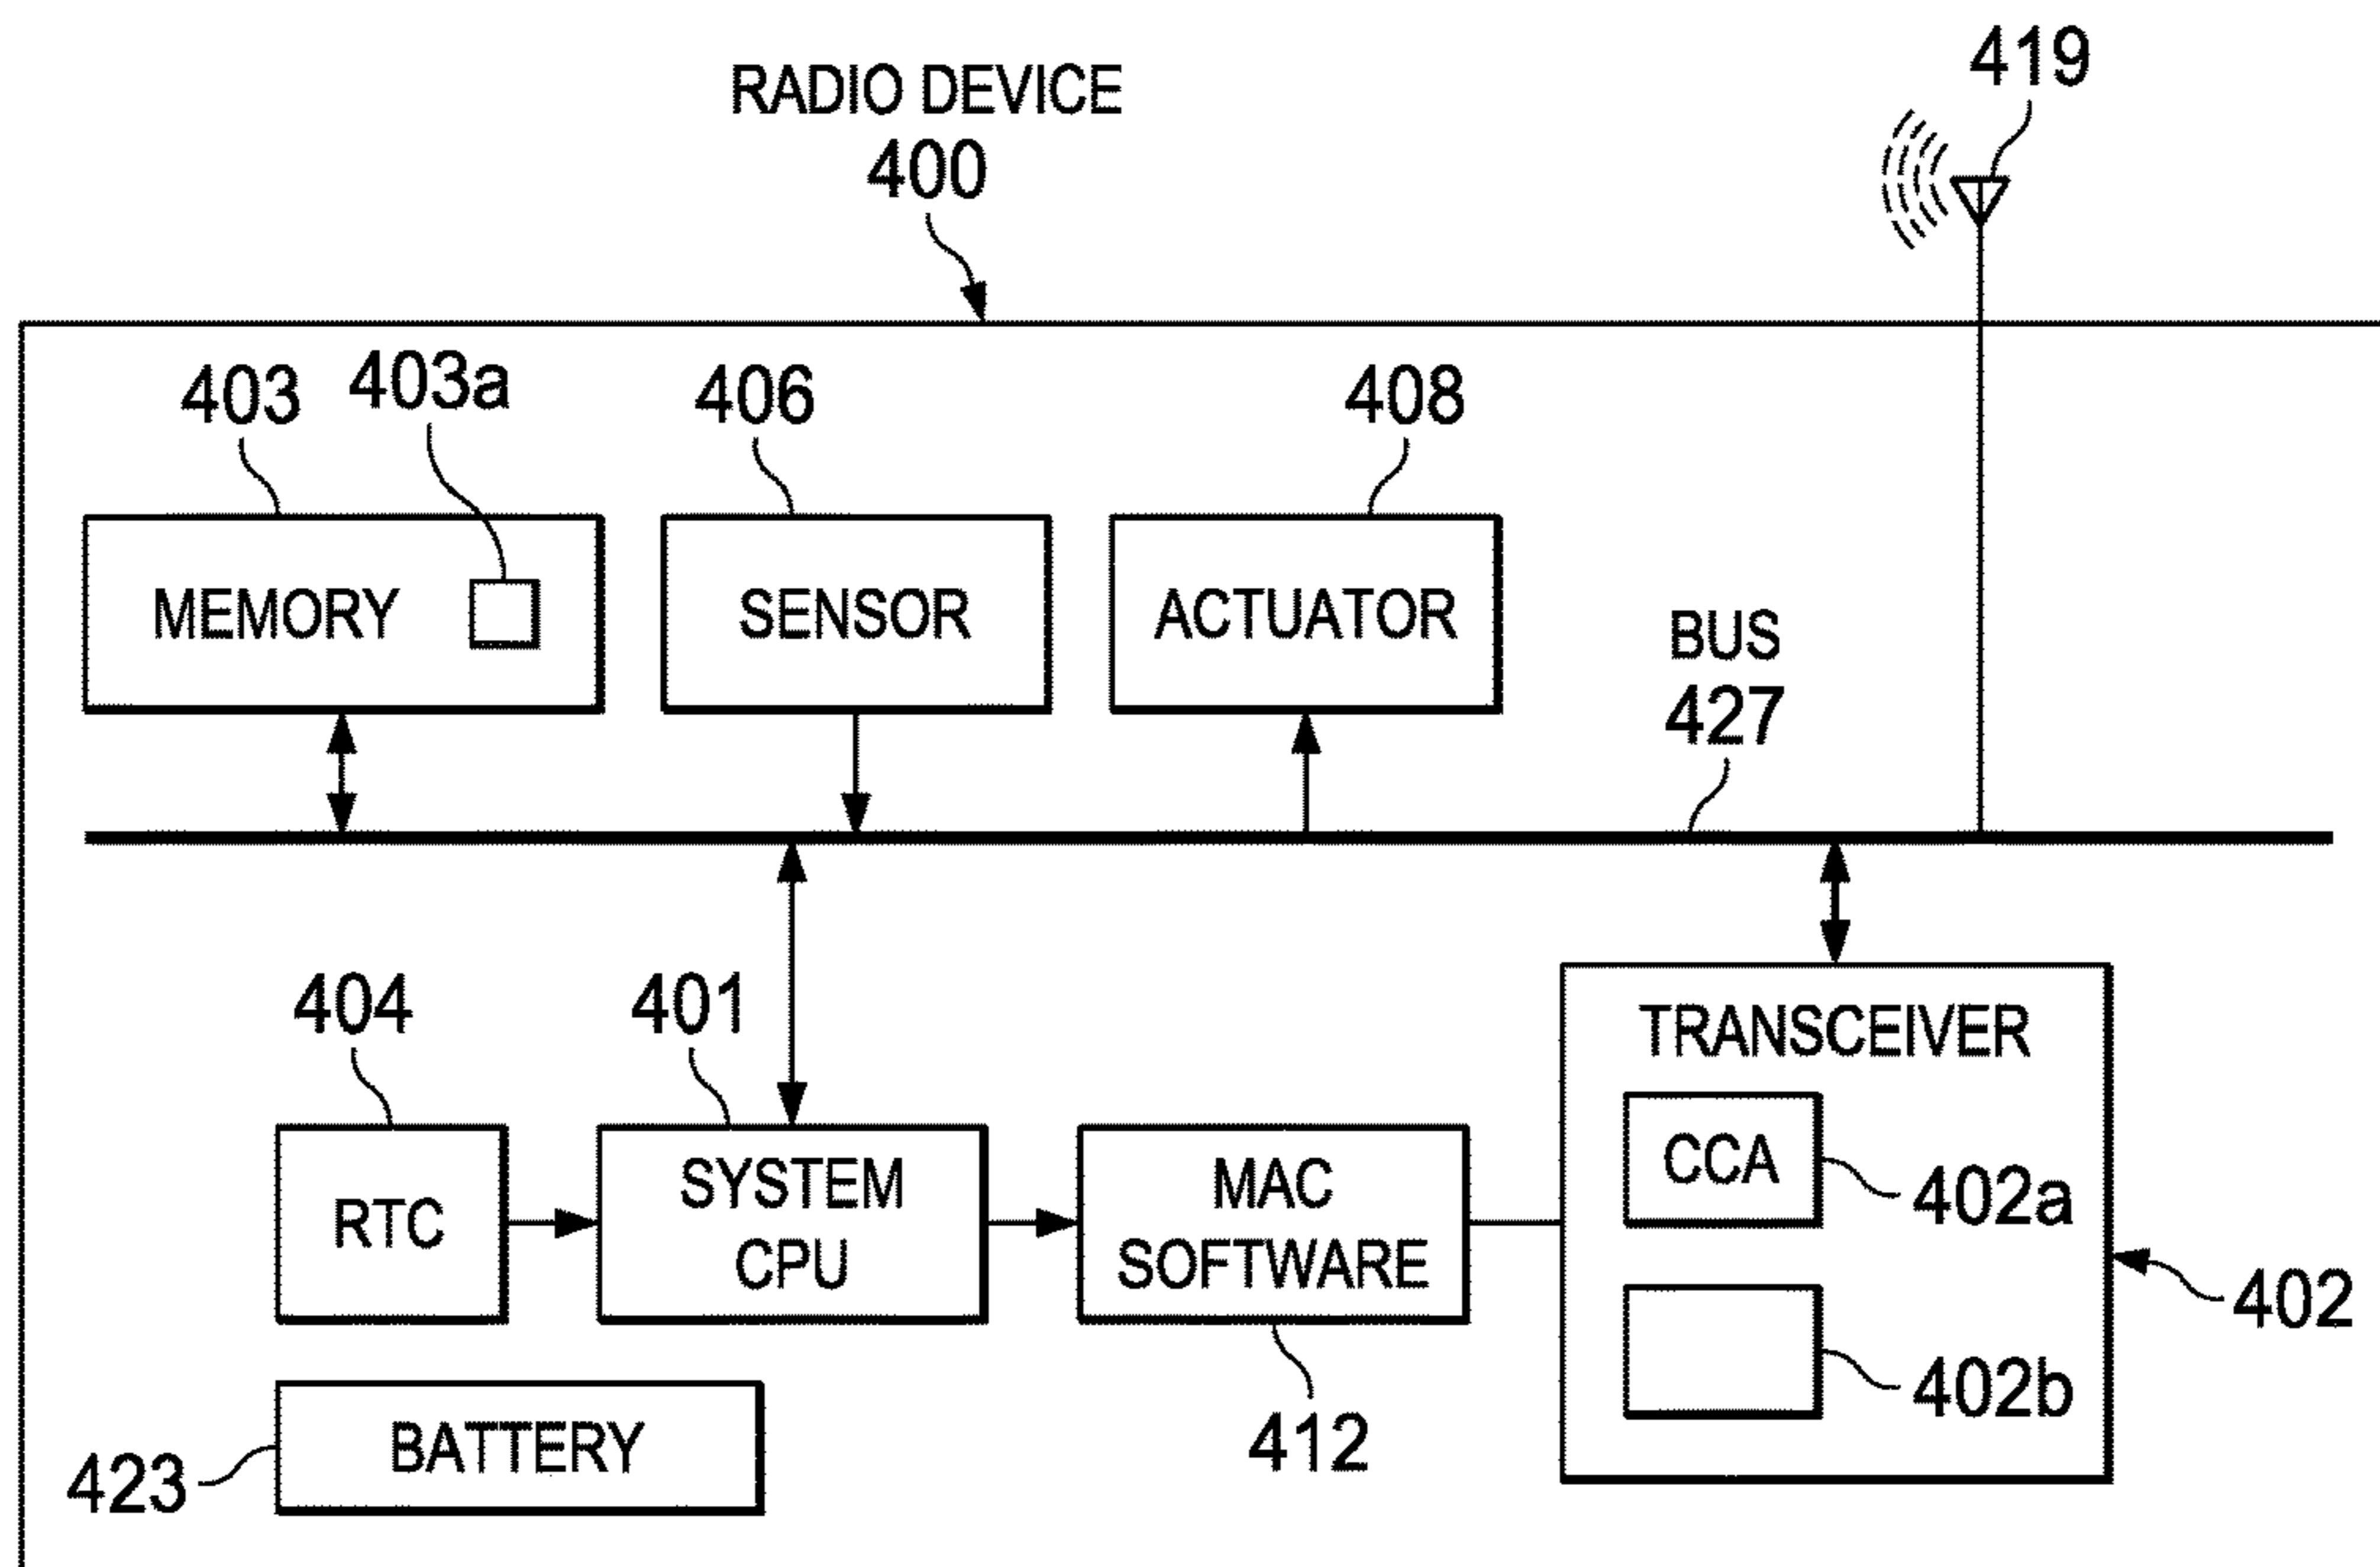 RADIO DEVICE
400
419
403
403a
406
408
MEMORY
SENSOR
ACTUATOR
BUS
427
404
401
TRANSCEIVER
RTC
SYSTEM
CPU
MAC
SOFTWARE
CCA
402a
402
402b
412
BATTERY
423